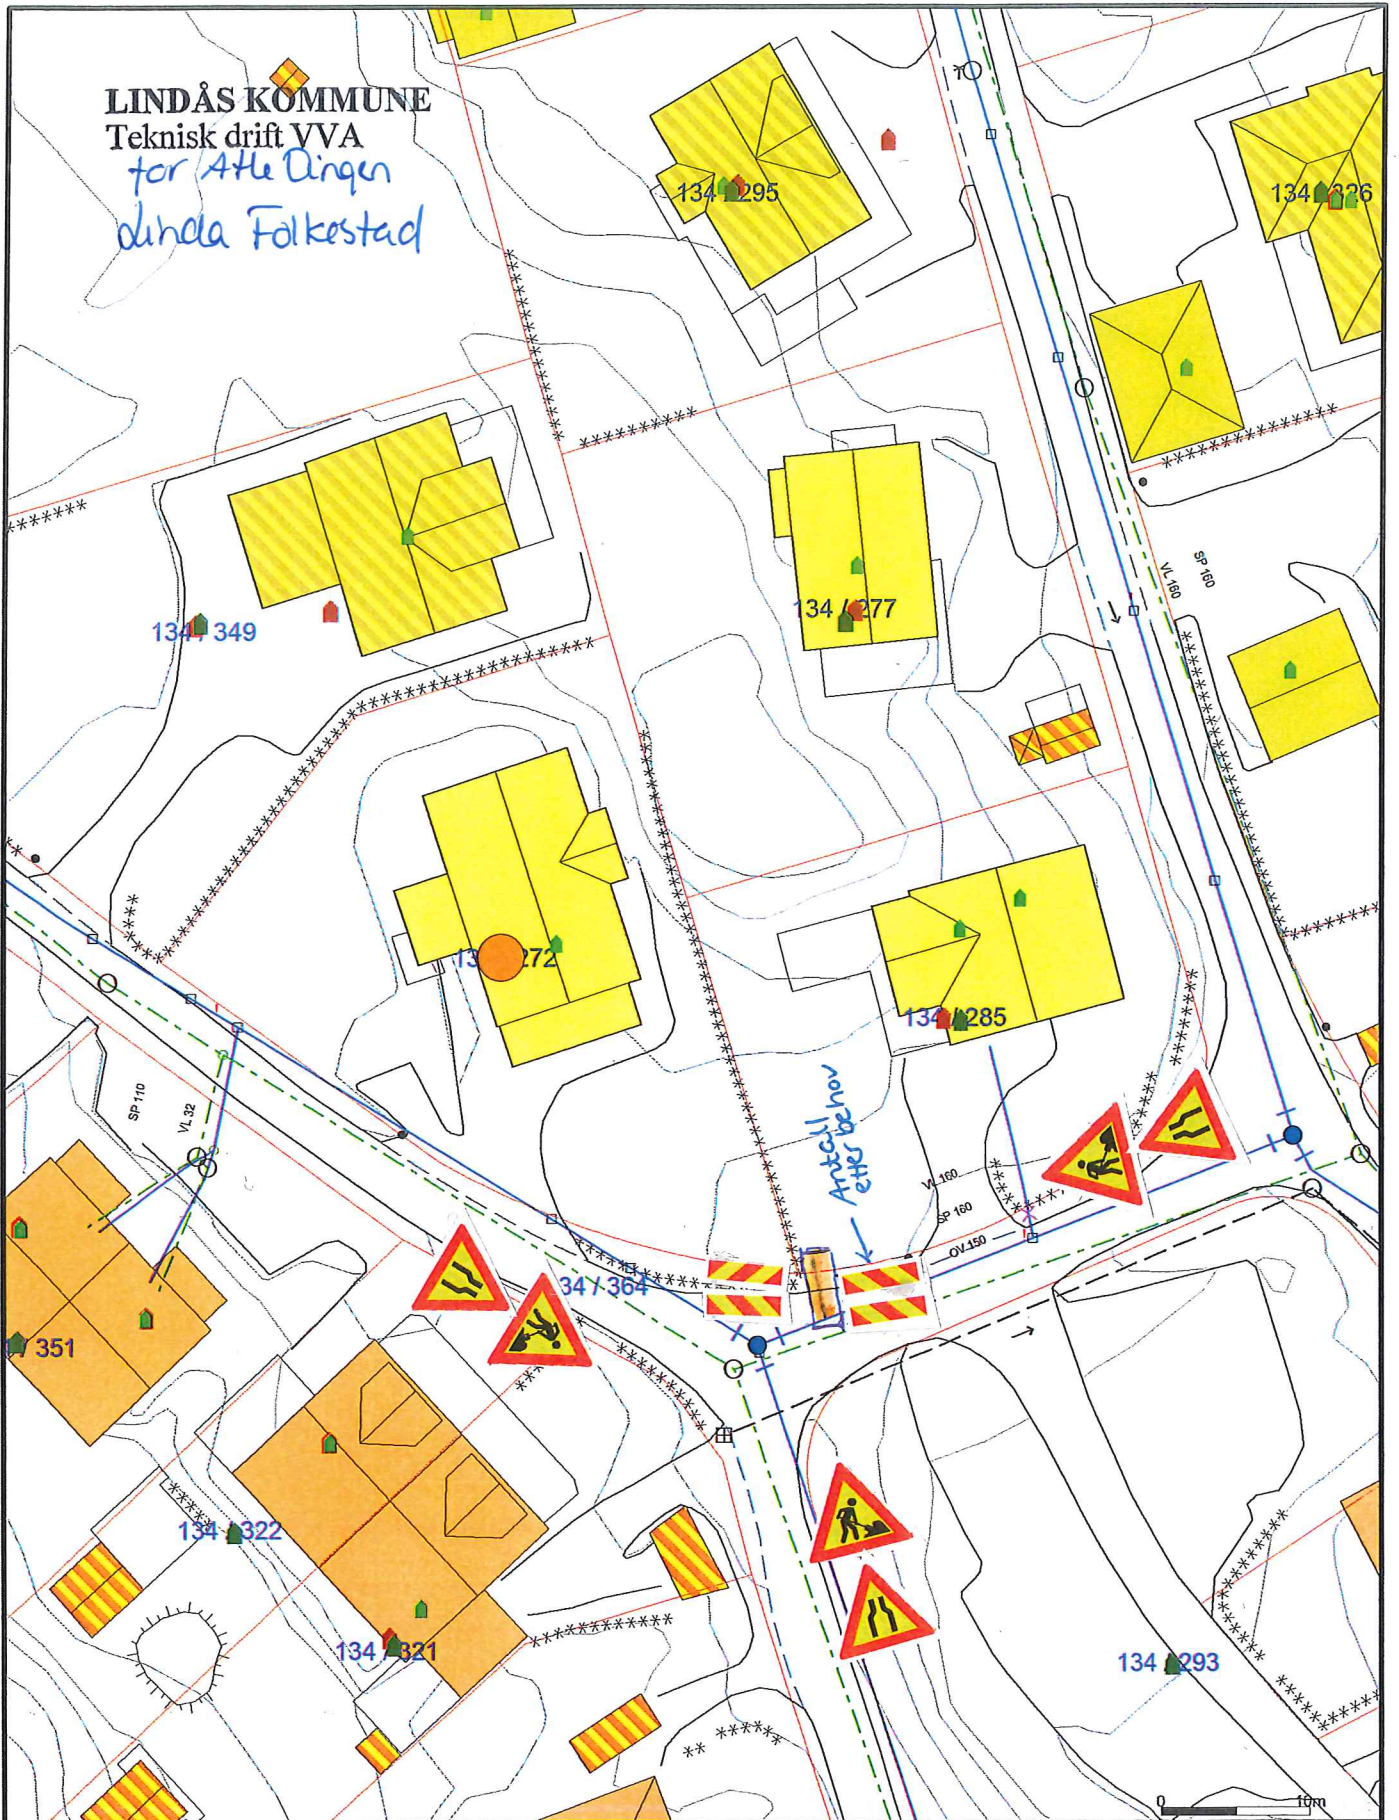 LINDÅS KOMMUNE
Teknisk drift VVA
for Atle Dingen
Linda Folkestad
134 / 295
134 / 326
134 / 349
134 / 277
VL 160
SP 160
134 / 285
SP 110
VL 32
Antall
etter behov
VL 160
SP 160
OV 150
34 / 364
/ 351
134 / 322
134 / 321
134 / 293
0 10m